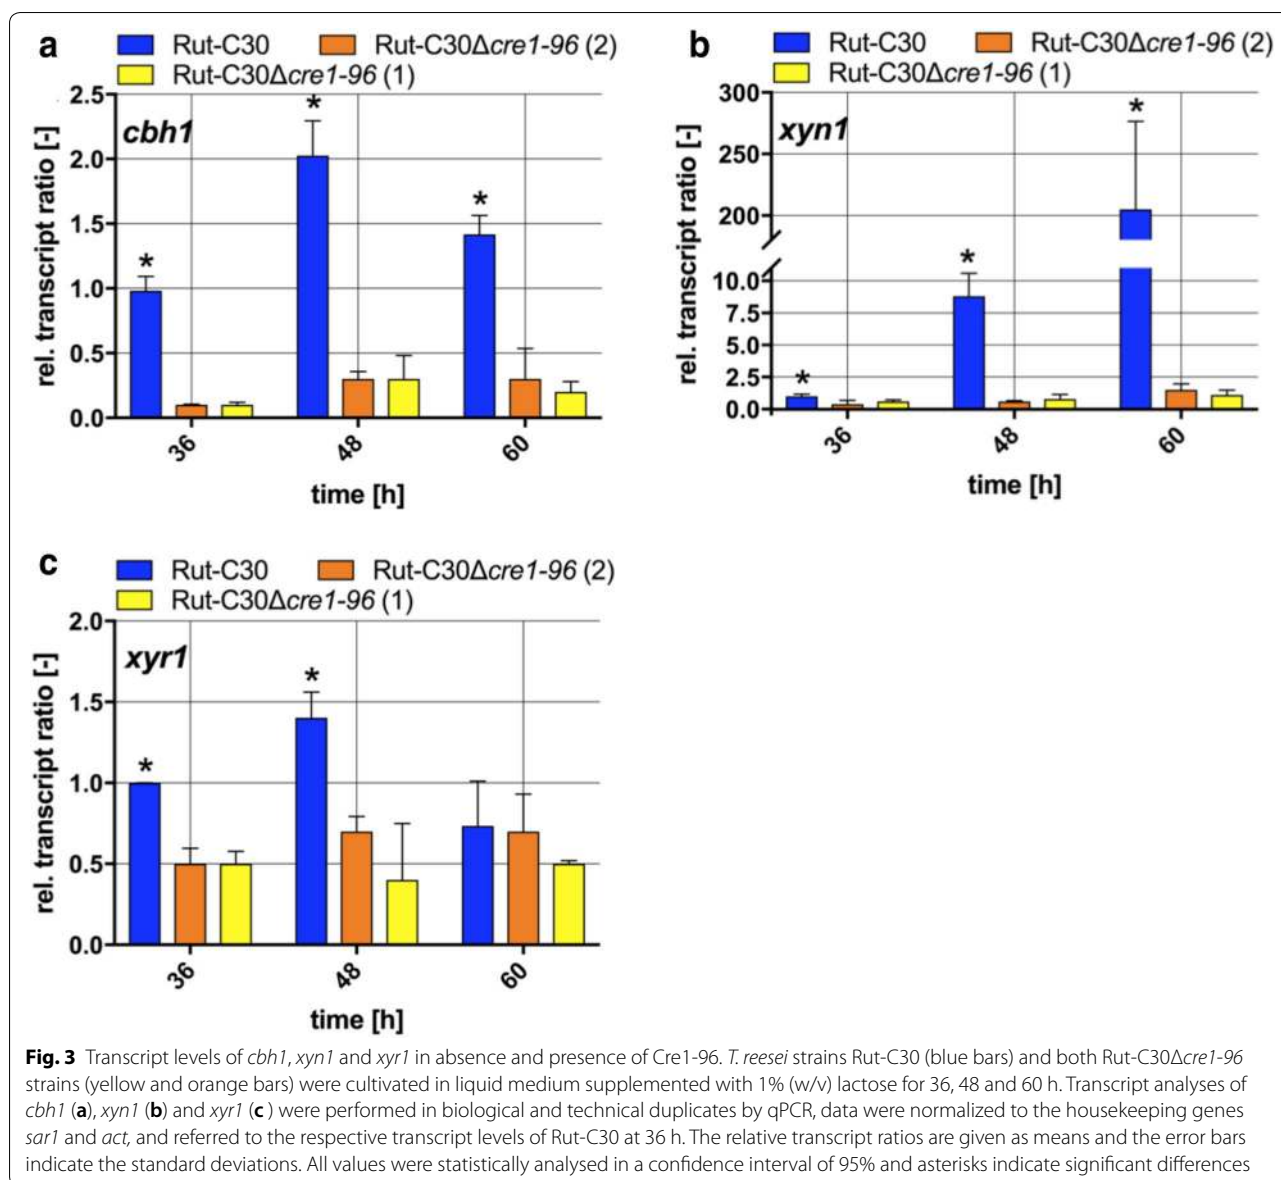 a
Rut-C30 Rut-C30Δcre1-96 (2)
Rut-C30Δcre1-96 (1)
2.5
2.0
1.5
1.0
0.5
0.0
rel. transcript ratio [-]
cbh1
*
*
*
36 48 60
time [h]
b
Rut-C30 Rut-C30Δcre1-96 (2)
Rut-C30Δcre1-96 (1)
300
250
200
10.0
7.5
5.0
2.5
0.0
rel. transcript ratio [-]
xyn1
*
*
*
36 48 60
time [h]
c
Rut-C30 Rut-C30Δcre1-96 (2)
Rut-C30Δcre1-96 (1)
2.0
1.5
1.0
0.5
0.0
rel. transcript ratio [-]
xyr1
*
*
36 48 60
time [h]
Fig. 3 Transcript levels of cbh1, xyn1 and xyr1 in absence and presence of Cre1-96. T. reesei strains Rut-C30 (blue bars) and both Rut-C30Δcre1-96
strains (yellow and orange bars) were cultivated in liquid medium supplemented with 1% (w/v) lactose for 36, 48 and 60 h. Transcript analyses of
cbh1 (a), xyn1 (b) and xyr1 (c ) were performed in biological and technical duplicates by qPCR, data were normalized to the housekeeping genes
sar1 and act, and referred to the respective transcript levels of Rut-C30 at 36 h. The relative transcript ratios are given as means and the error bars
indicate the standard deviations. All values were statistically analysed in a confidence interval of 95% and asterisks indicate significant differences